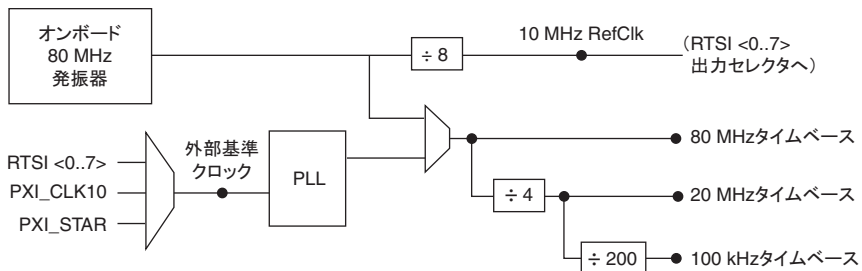 オンボード
80 MHz
発振器
÷ 8
10 MHz RefClk
(RTSI <0..7>
出力セレクタへ)
RTSI <0..7>
PXI_CLK10
PXI_STAR
外部基準
クロック
PLL
80 MHzタイムベース
÷ 4
20 MHzタイムベース
÷ 200
100 kHzタイムベース